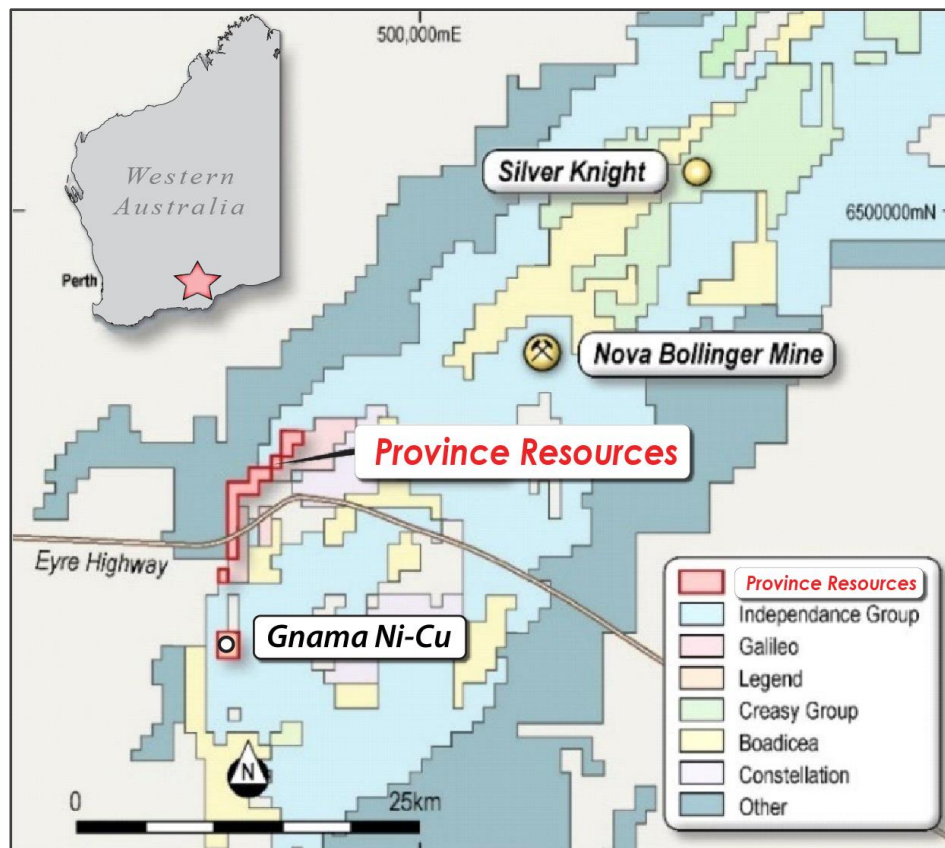 500,000mE
Western
Australia
Perth
Silver Knight
6500000mN
Nova Bollinger Mine
Province Resources
Eyre Highway
Gnama Ni-Cu
N
0
25km
Province Resources
Independance Group
Galileo
Legend
Creasy Group
Boadicea
Constellation
Other